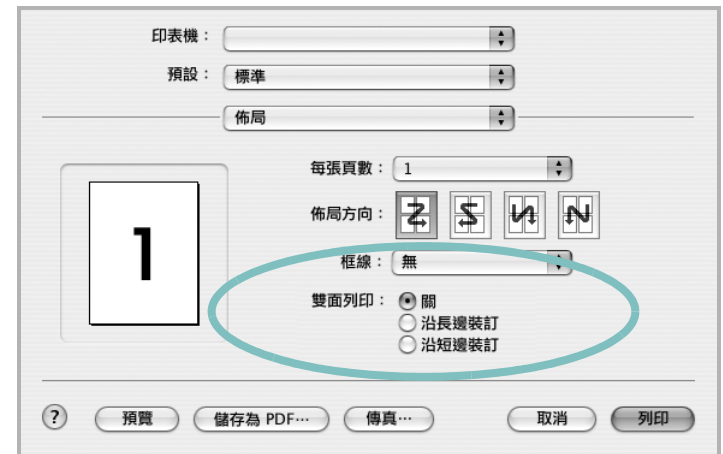 印表機：
預設： 標準
佈局
每張頁數： 1
佈局方向：
1
框線： 無
雙面列印： 關
沿長邊裝訂
沿短邊裝訂
? 預覽 儲存為 PDF⋯ 傳真⋯ 取消 列印